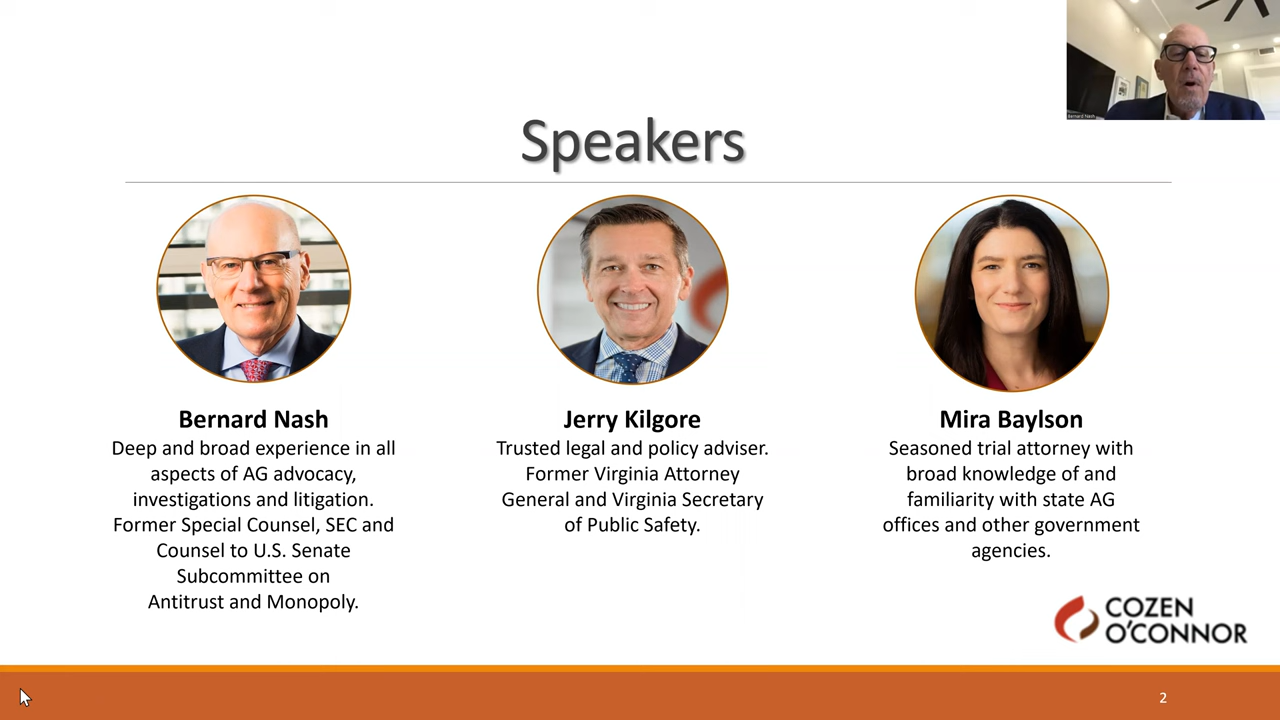 Bernard Nash
Speakers
Bernard Nash
Deep and broad experience in all
aspects of AG advocacy,
investigations and litigation.
Former Special Counsel, SEC and
Counsel to U.S. Senate
Subcommittee on
Antitrust and Monopoly.
Jerry Kilgore
Trusted legal and policy adviser.
Former Virginia Attorney
General and Virginia Secretary
of Public Safety.
Mira Baylson
Seasoned trial attorney with
broad knowledge of and
familiarity with state AG
offices and other government
agencies.
COZEN
O'CONNOR
2